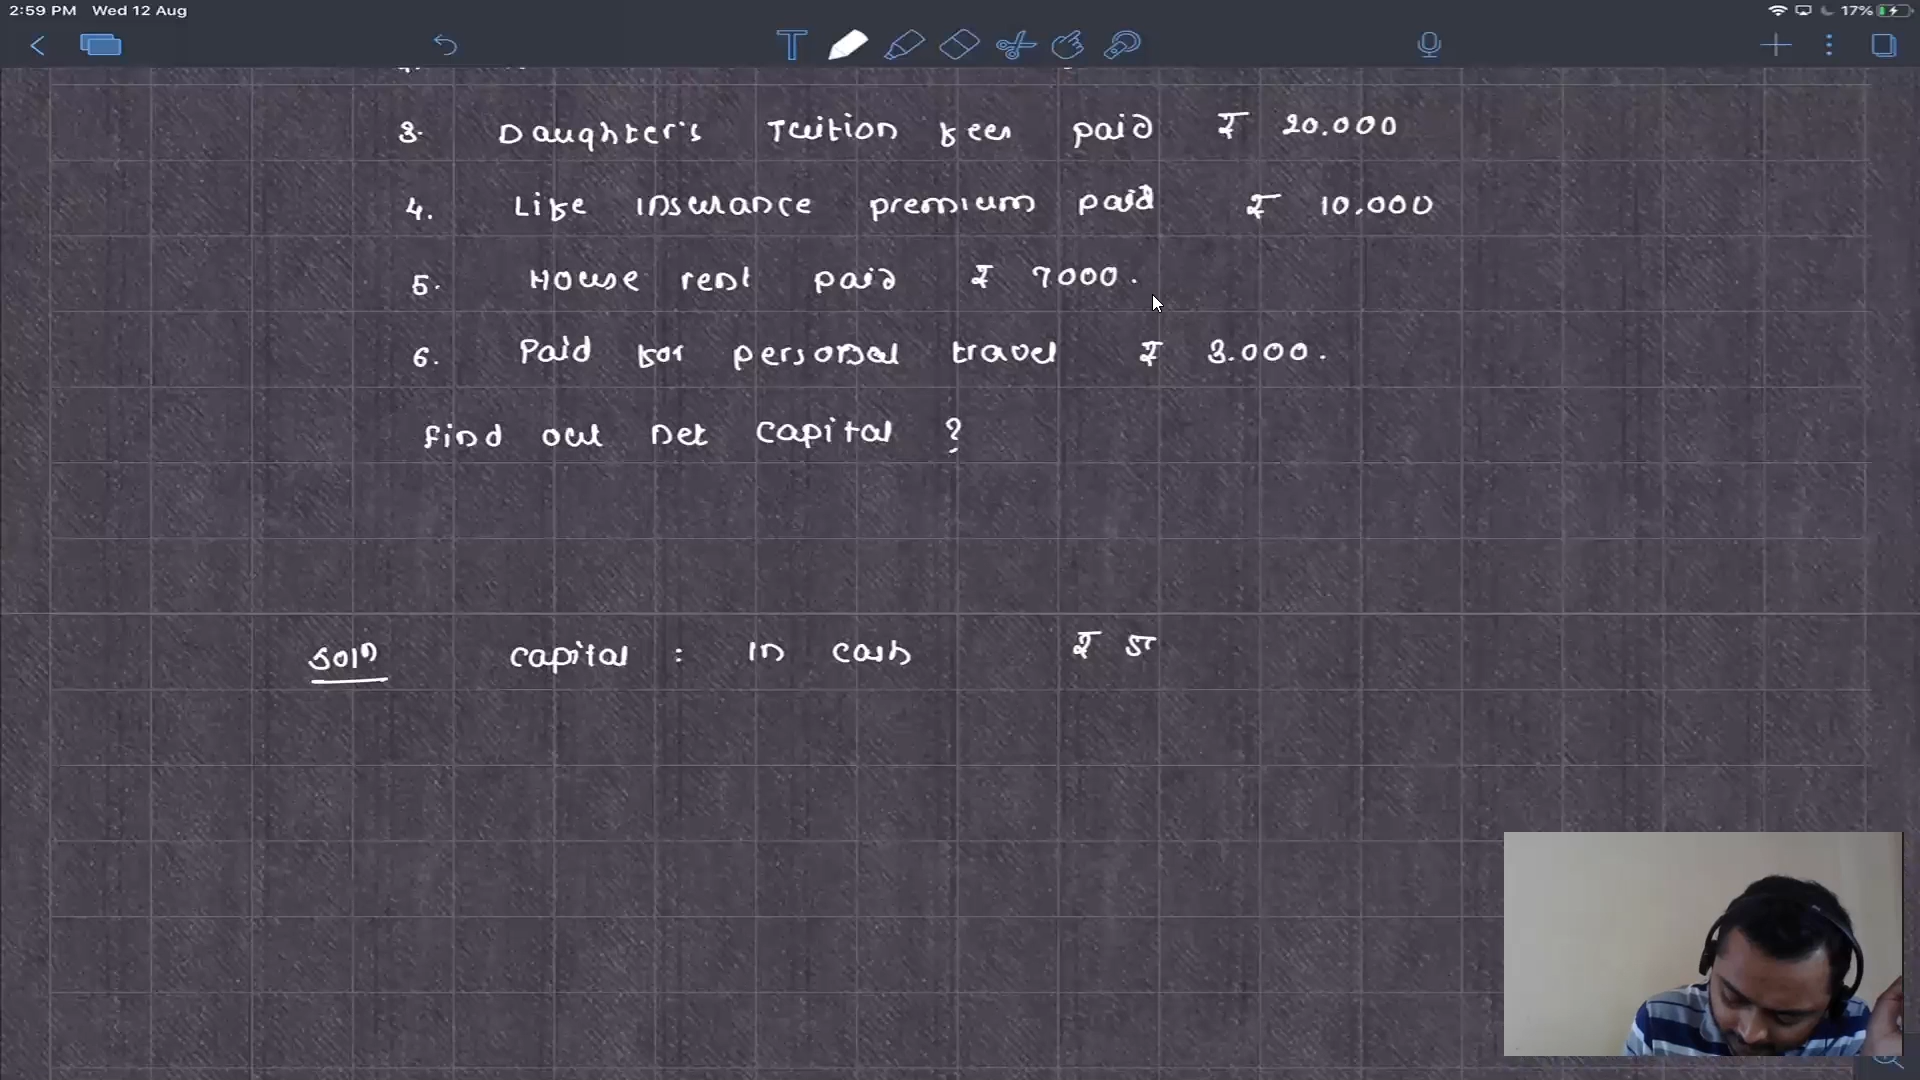 2:59 PM Wed 12 Aug 17%
3. Daughter's Tuition fees paid ₹ 20.000
4. Life insurance premium paid ₹ 10.000
5. House rent paid ₹ 7000.
6. Paid for personal travel ₹ 3.000.
Find out net capital ?
Soln capital : in cash ₹ 5